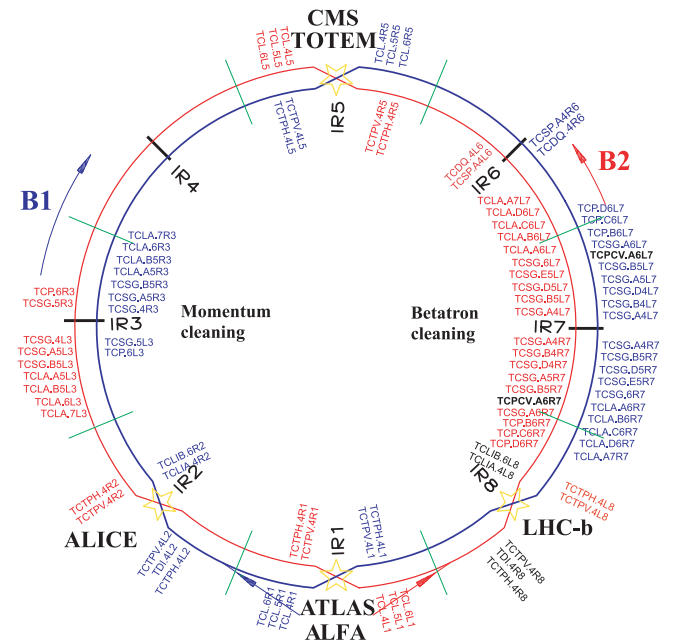 CMS
TOTEM
TCL.4L5
TCL.5L5
TCL.6L5
TCL.4R5
TCL.5R5
TCL.6R5
TCTPV.4L5
TCTPH.4L5
IR5
TCTPV.4R5
TCTPH.4R5
IR4
TCDQ.4L6
TCSP.A4L6
IR6
TCSP.A4R6
TCDQ.4R6
B1
B2
TCLA.7R3
TCLA.6R3
TCLA.B5R3
TCLA.A5R3
TCSG.B5R3
TCSG.A5R3
TCSG.4R3
TCP.6R3
TCSG.5R3
IR3
TCSG.5L3
TCP.6L3
TCSG.4L3
TCSG.A5L3
TCSG.B5L3
TCLA.A5L3
TCLA.B5L3
TCLA.6L3
TCLA.7L3
Momentum
cleaning
Betatron
cleaning
TCLA.A7L7
TCLA.D6L7
TCLA.C6L7
TCLA.B6L7
TCLA.A6L7
TCSG.6L7
TCSG.E5L7
TCSG.D5L7
TCSG.B5L7
TCSG.A4L7
TCP.D6L7
TCP.C6L7
TCP.B6L7
TCSG.A6L7
TCPCV.A6L7
TCSG.B5L7
TCSG.A5L7
TCSG.D4L7
TCSG.B4L7
TCSG.A4L7
IR7
TCSG.A4R7
TCSG.B4R7
TCSG.D4R7
TCSG.A5R7
TCSG.B5R7
TCPCV.A6R7
TCSG.A6R7
TCP.B6R7
TCP.C6R7
TCP.D6R7
TCSG.A4R7
TCSG.B5R7
TCSG.D5R7
TCSG.E5R7
TCSG.6R7
TCLA.A6R7
TCLA.B6R7
TCLA.C6R7
TCLA.D6R7
TCLA.A7R7
TCLIB.6R2
TCLIA.4R2
IR2
TCTPH.4R2
TCTPV.4R2
ALICE
TCTPV.4L2
TDI.4L2
TCTPH.4L2
TCLIB.6L8
TCLIA.4L8
IR8
TCTPH.4L8
TCTPV.4L8
LHC-b
TCTPV.4R8
TDI.4R8
TCTPH.4R8
TCTPH.4R1
TCTPV.4R1
IR1
TCTPH.4L1
TCTPV.4L1
TCL.6R1
TCL.5R1
TCL.4R1
ATLAS
ALFA
TCL.6L1
TCL.5L1
TCL.4L1